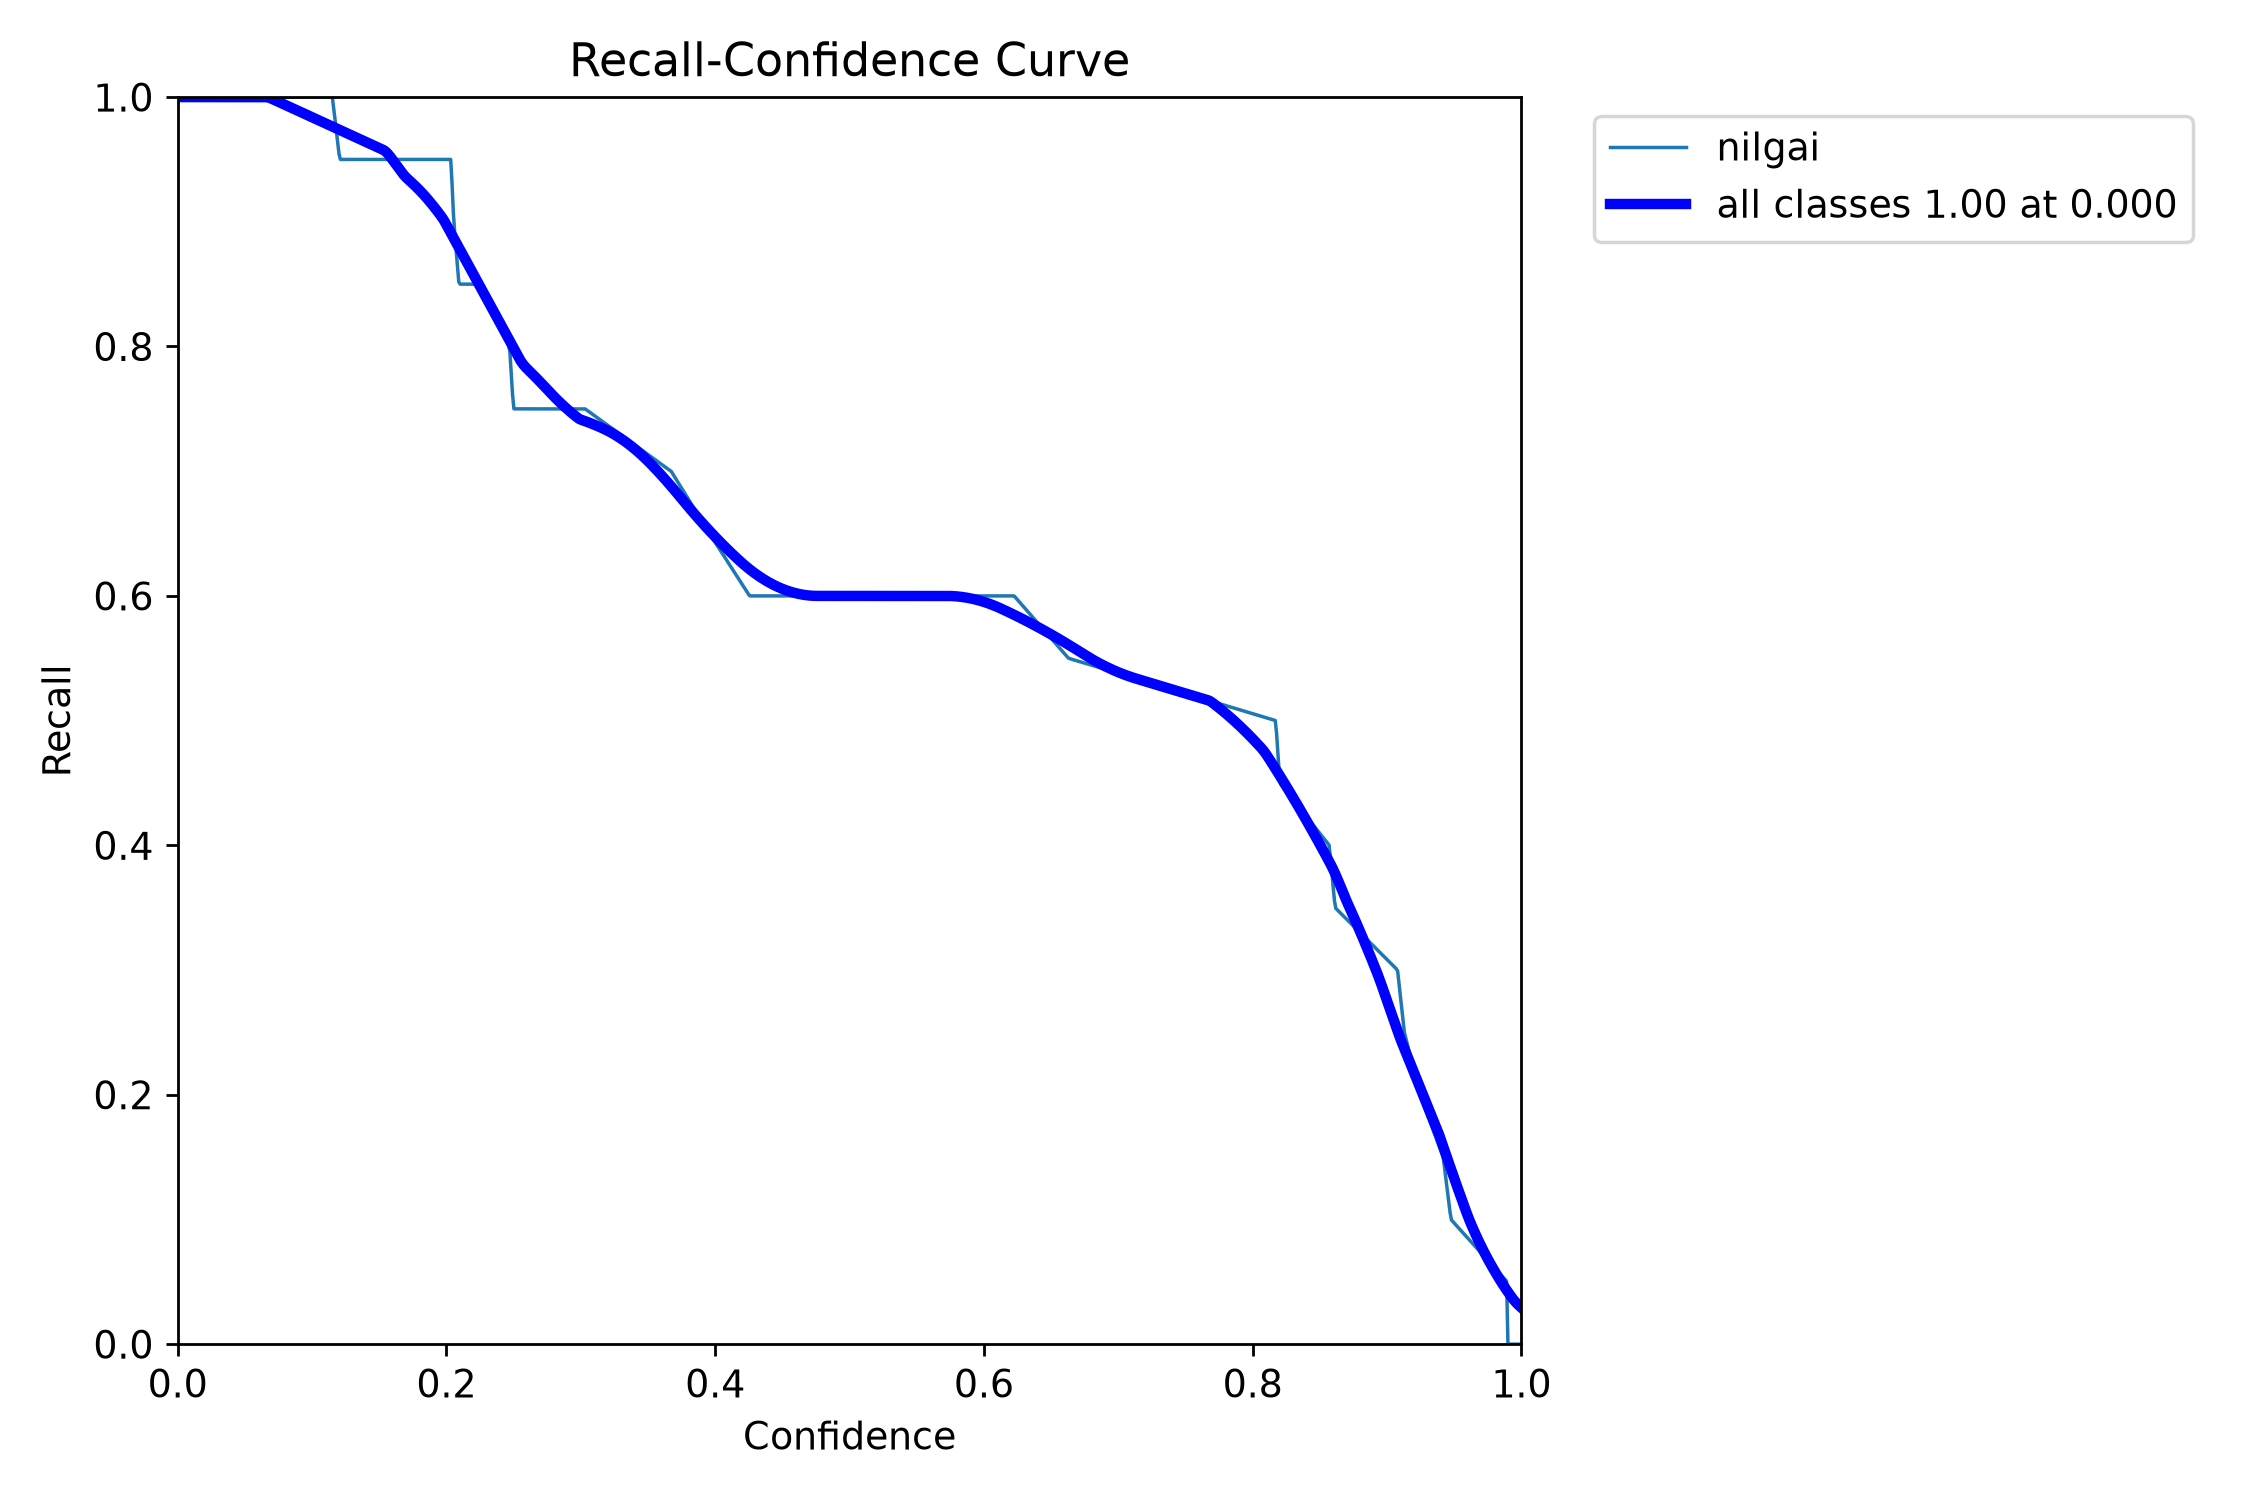 Recall-Confidence Curve
nilgai
all classes 1.00 at 0.000
1.0
0.8
0.6
0.4
0.2
0.0
Recall
0.0 0.2 0.4 0.6 0.8 1.0
Confidence